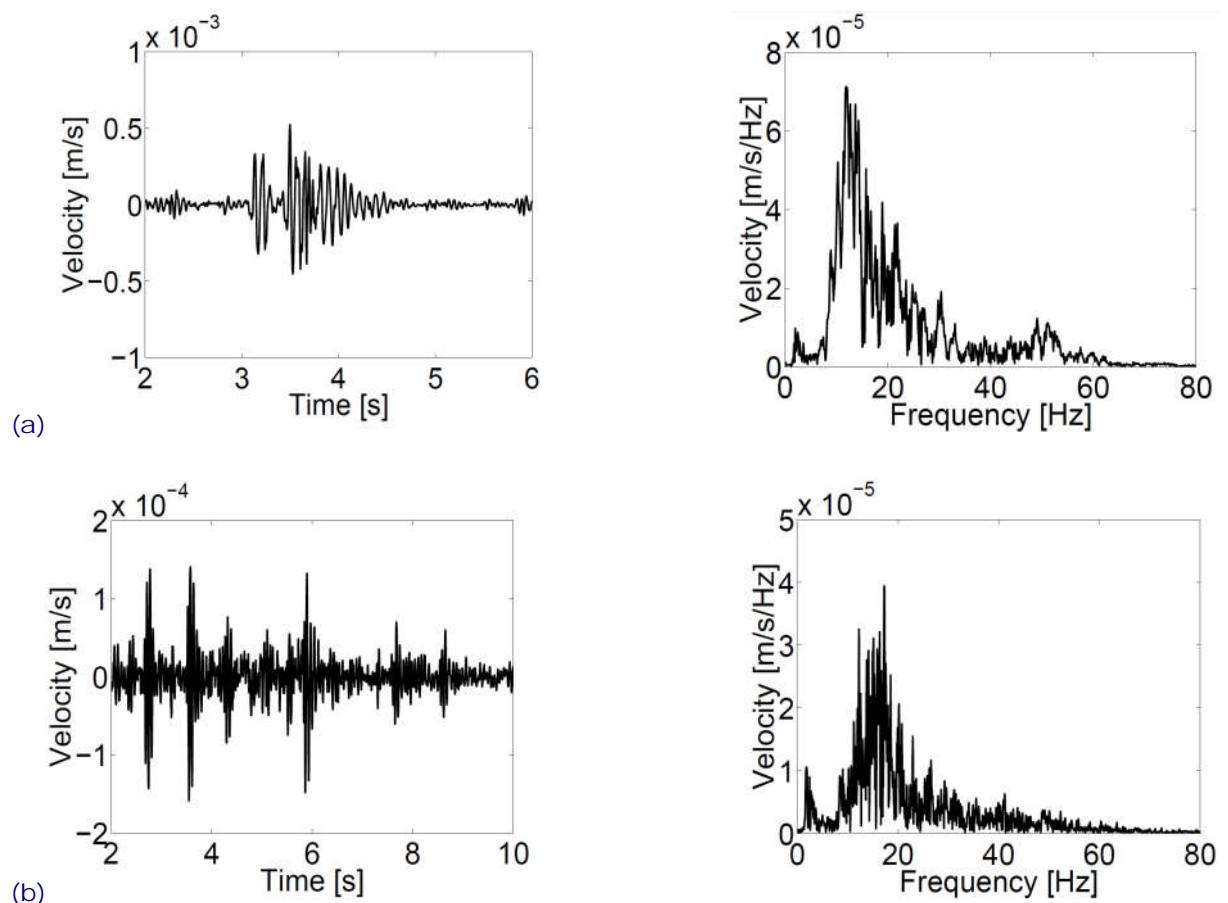 x 10⁻³
1
0.5
0
−0.5
−1
2 3 4 5 6
Velocity [m/s]
Time [s]
x 10⁻⁵
8
6
4
2
0
0 20 40 60 80
Velocity [m/s/Hz]
Frequency [Hz]
(a)
x 10⁻⁴
2
1
0
−1
−2
2 4 6 8 10
Velocity [m/s]
Time [s]
x 10⁻⁵
5
4
3
2
1
0
0 20 40 60 80
Velocity [m/s/Hz]
Frequency [Hz]
(b)